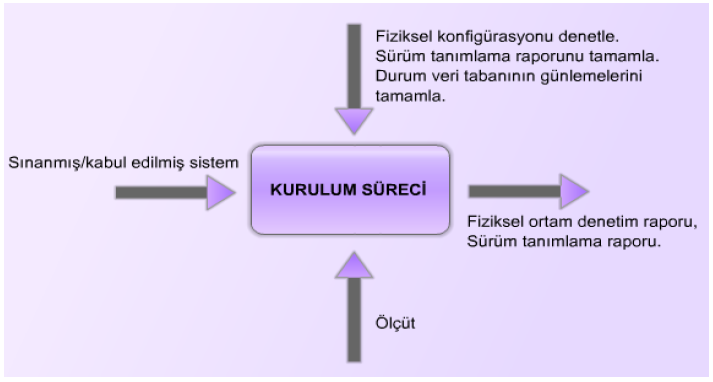 Fiziksel konfigürasyonu denetle.
Sürüm tanımlama raporunu tamamla.
Durum veri tabanının günlemelerini
tamamla.
Sınanmış/kabul edilmiş sistem
KURULUM SÜRECİ
Fiziksel ortam denetim raporu,
Sürüm tanımlama raporu.
Ölçüt